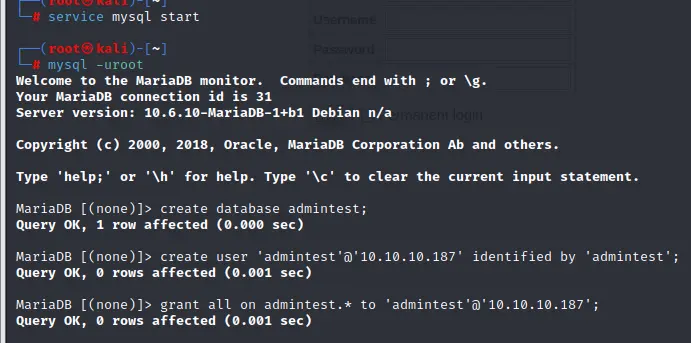 (root㉿kali)-[~]
# service mysql start
Username
Password
(root㉿kali)-[~]
# mysql -uroot
Welcome to the MariaDB monitor.  Commands end with ; or \g.
Your MariaDB connection id is 31
Server version: 10.6.10-MariaDB-1+b1 Debian n/a
manent login
Copyright (c) 2000, 2018, Oracle, MariaDB Corporation Ab and others.
Type 'help;' or '\h' for help. Type '\c' to clear the current input statement.
MariaDB [(none)]> create database admintest;
Query OK, 1 row affected (0.000 sec)
MariaDB [(none)]> create user 'admintest'@'10.10.10.187' identified by 'admintest';
Query OK, 0 rows affected (0.001 sec)
MariaDB [(none)]> grant all on admintest.* to 'admintest'@'10.10.10.187';
Query OK, 0 rows affected (0.001 sec)